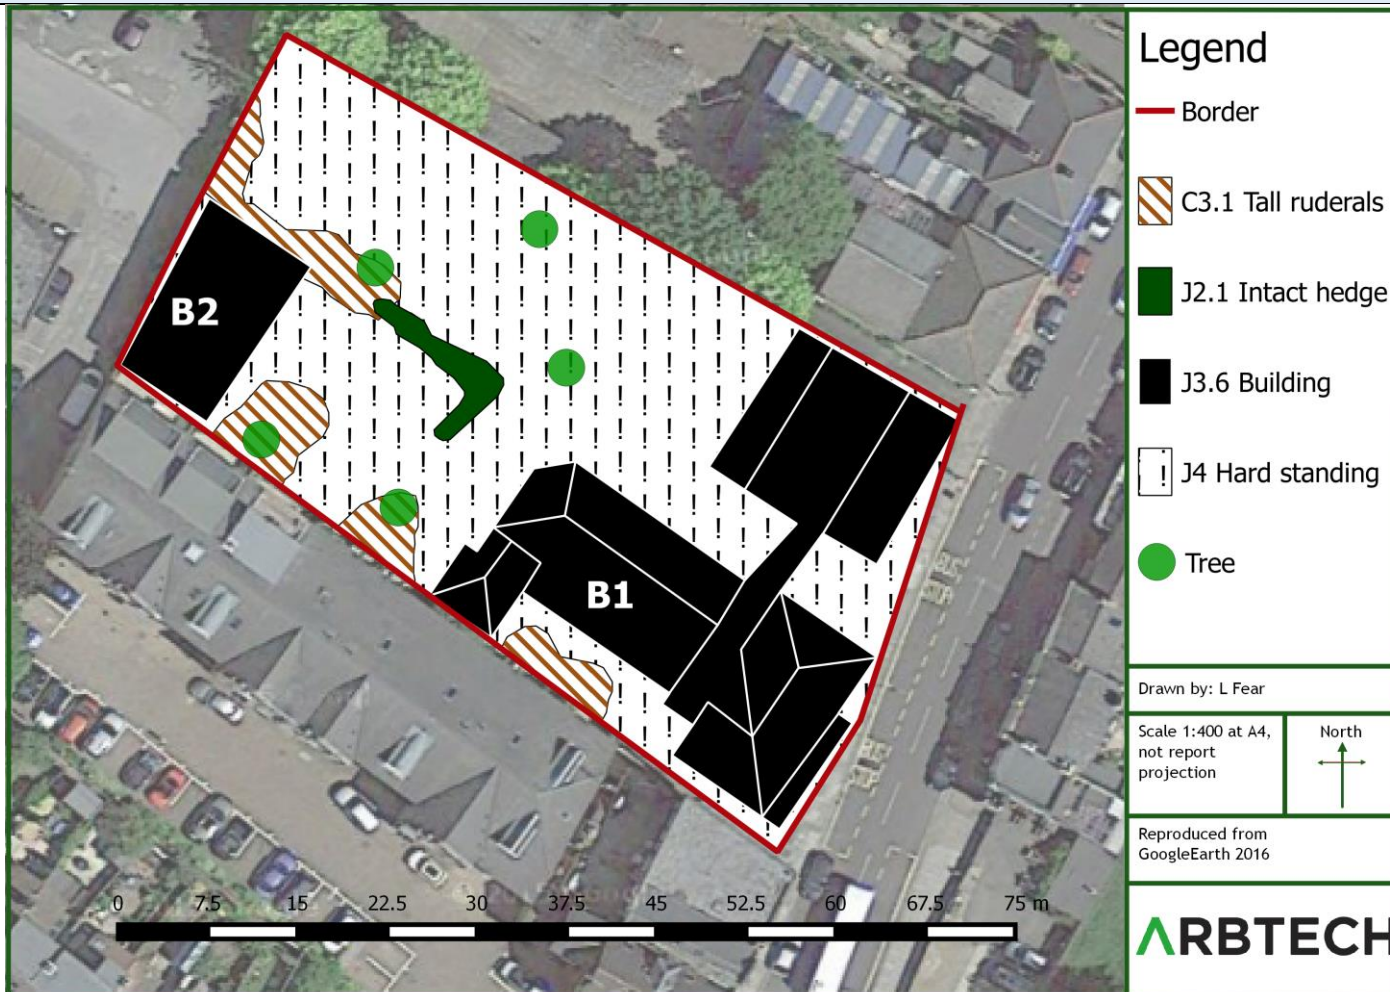 Legend
Border
C3.1 Tall ruderals
J2.1 Intact hedge
J3.6 Building
J4 Hard standing
Tree
Drawn by: L Fear
Scale 1:400 at A4,
not report
projection
North
Reproduced from
GoogleEarth 2016
ARBTECH
B2
B1
BUS
STOP
0 7.5 15 22.5 30 37.5 45 52.5 60 67.5 75 m